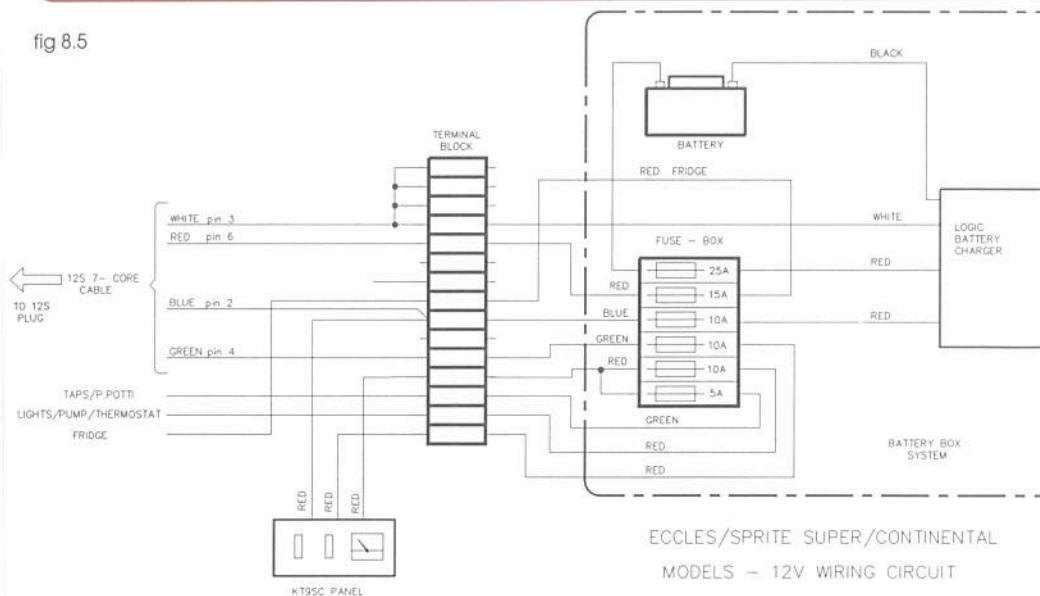 fig 8.5
BLACK
BATTERY
TERMINAL
BLOCK
RED FRIDGE
WHITE pin 3
WHITE
RED pin 6
FUSE - BOX
LOGIC
BATTERY
CHARGER
12S 7- CORE
CABLE
TO 12S
PLUG
25A
RED
RED
15A
BLUE pin 2
BLUE
10A
RED
GREEN
10A
GREEN pin 4
RED
10A
5A
TAPS/P.POTTI
LIGHTS/PUMP/THERMOSTAT
GREEN
FRIDGE
RED
BATTERY BOX
SYSTEM
RED
RED
RED
RED
KT95C PANEL
ECCLES/SPRITE SUPER/CONTINENTAL
MODELS - 12V WIRING CIRCUIT